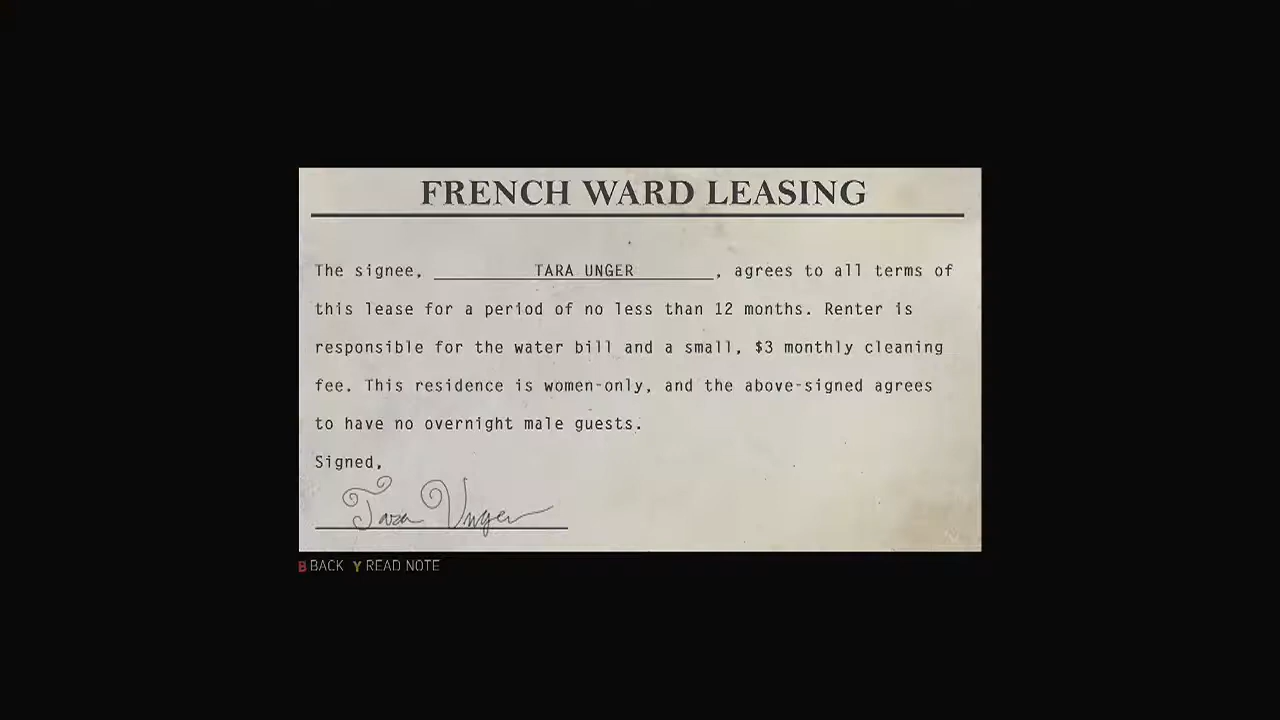 FRENCH WARD LEASING
The signee, TARA UNGER, agrees to all terms of
this lease for a period of no less than 12 months. Renter is
responsible for the water bill and a small, $3 monthly cleaning
fee. This residence is women-only, and the above-signed agrees
to have no overnight male guests.
Signed,
Tara Unger
B BACK Y READ NOTE